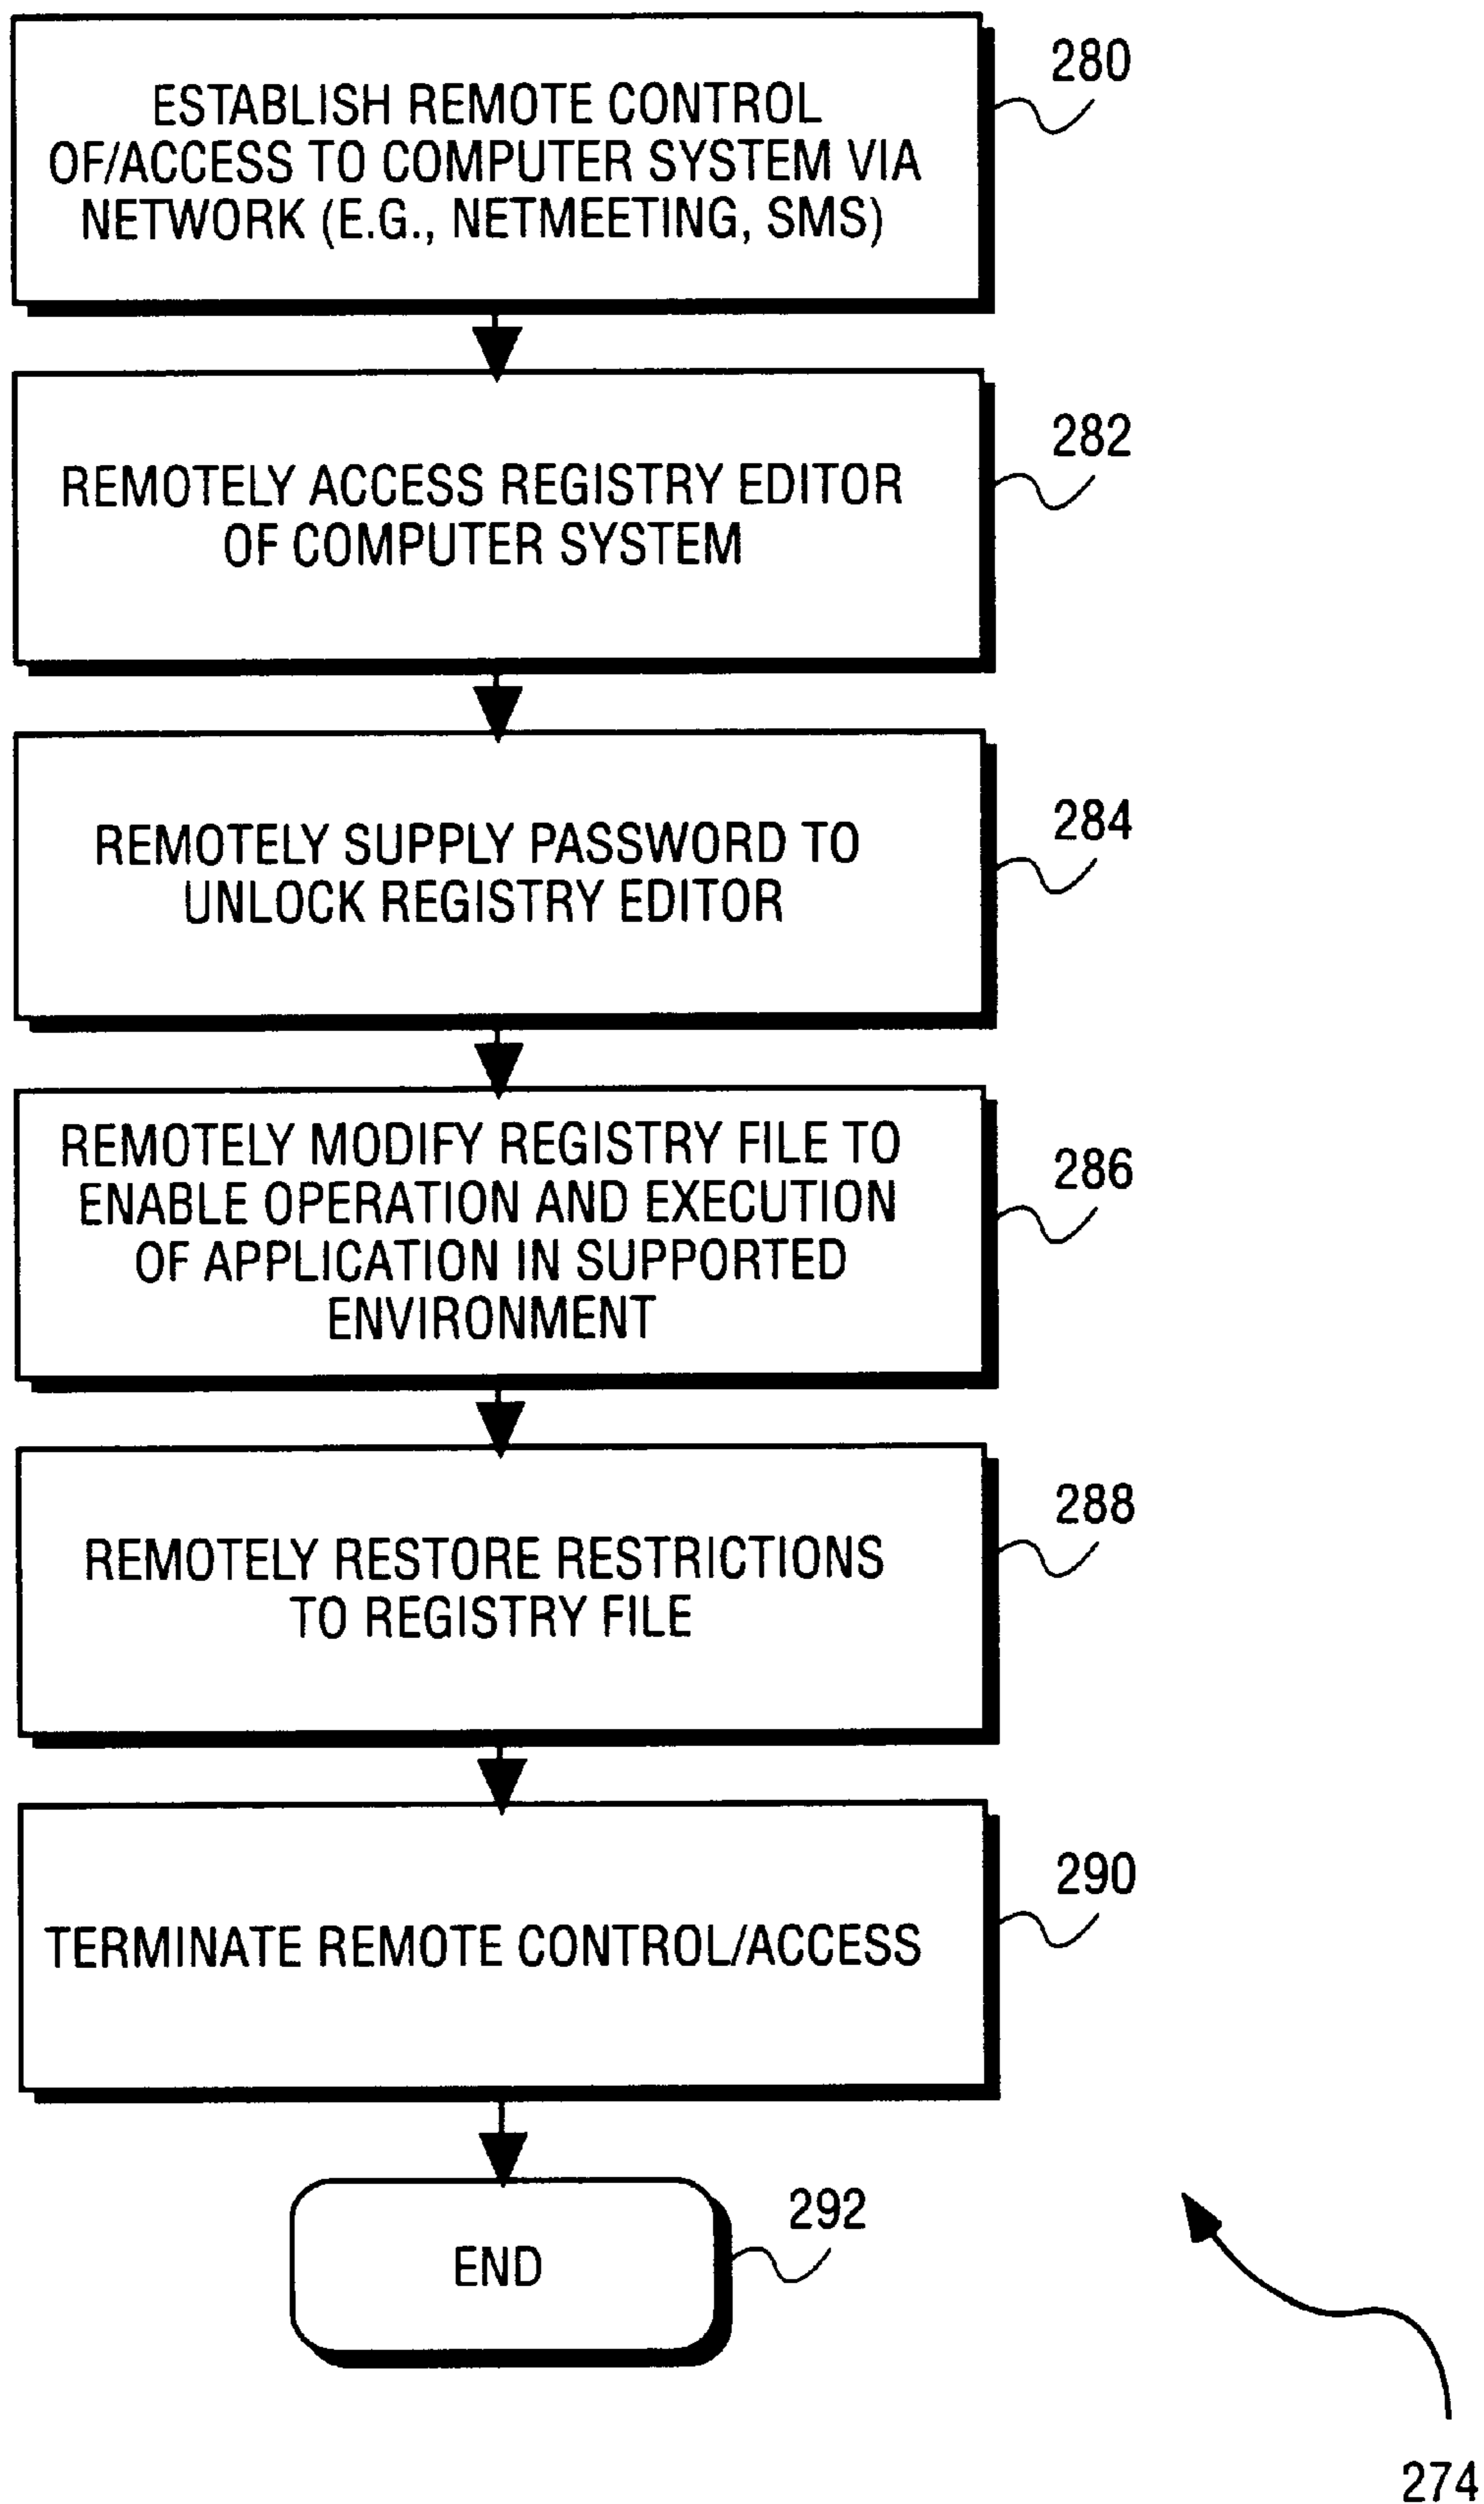 280
ESTABLISH REMOTE CONTROL
OF/ACCESS TO COMPUTER SYSTEM VIA
NETWORK (E.G., NETMEETING, SMS)
282
REMOTELY ACCESS REGISTRY EDITOR
OF COMPUTER SYSTEM
284
REMOTELY SUPPLY PASSWORD TO
UNLOCK REGISTRY EDITOR
286
REMOTELY MODIFY REGISTRY FILE TO
ENABLE OPERATION AND EXECUTION
OF APPLICATION IN SUPPORTED
ENVIRONMENT
288
REMOTELY RESTORE RESTRICTIONS
TO REGISTRY FILE
290
TERMINATE REMOTE CONTROL/ACCESS
292
END
274